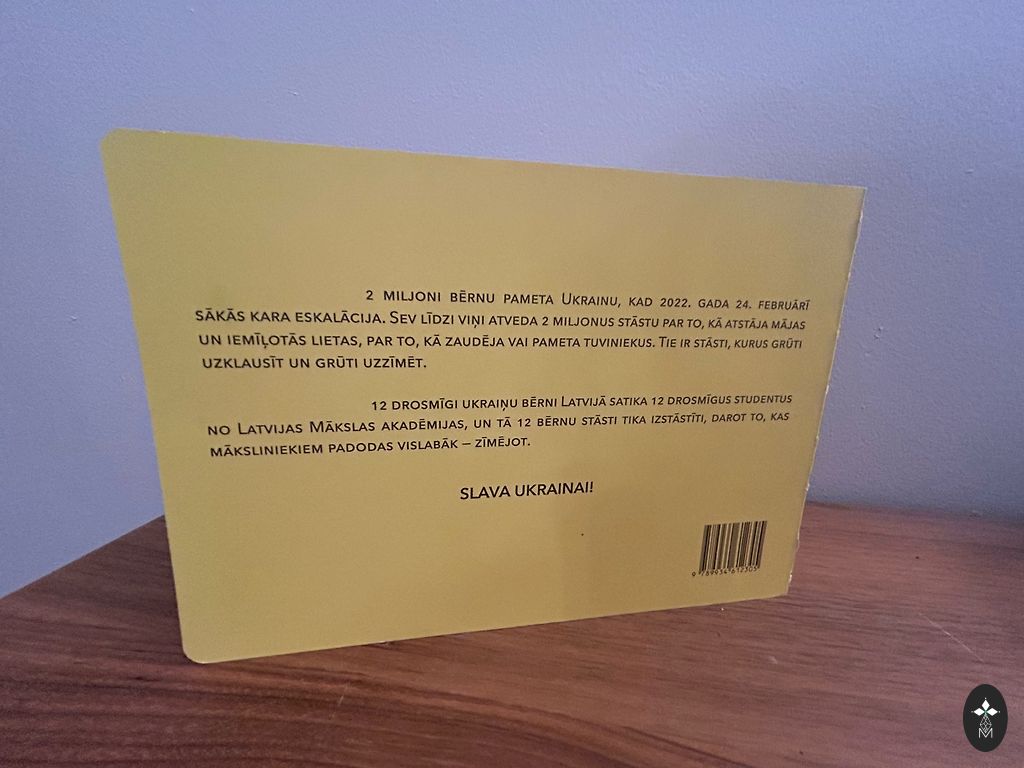 2 MILJONI BĒRNU PAMETA UKRAINU, KAD 2022. GADA 24. FEBRUĀRĪ
SĀKĀS KARA ESKALĀCIJA. SEV LĪDZI VIŅI ATVEDA 2 MILJONUS STĀSTU PAR TO, KĀ ATSTĀJA MĀJAS
UN IEMĪĻOTĀS LIETAS, PAR TO, KĀ ZAUDĒJA VAI PAMETA TUVINIEKUS. TIE IR STĀSTI, KURUS GRŪTI
UZKLAUSĪT UN GRŪTI UZZĪMĒT.
12 DROSMĪGI UKRAIŅU BĒRNI LATVIJĀ SATIKA 12 DROSMĪGUS STUDENTUS
NO LATVIJAS MĀKSLAS AKADĒMIJAS, UN TĀ 12 BĒRNU STĀSTI TIKA IZSTĀSTĪTI, DAROT TO, KAS
MĀKSLINIEKIEM PADODAS VISLABĀK – ZĪMĒJOT.
SLAVA UKRAINAI!
9 789934 612305
M